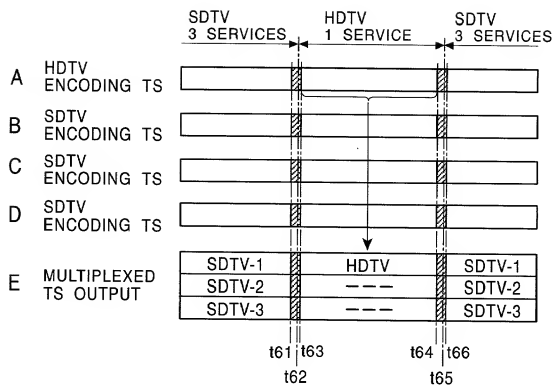 SDTV
3 SERVICES
HDTV
1 SERVICE
SDTV
3 SERVICES
A HDTV
ENCODING TS
B SDTV
ENCODING TS
C SDTV
ENCODING TS
D SDTV
ENCODING TS
E MULTIPLEXED
TS OUTPUT
SDTV-1 HDTV SDTV-1
SDTV-2 --- SDTV-2
SDTV-3 --- SDTV-3
t61 t63 t64 t66
t62 t65